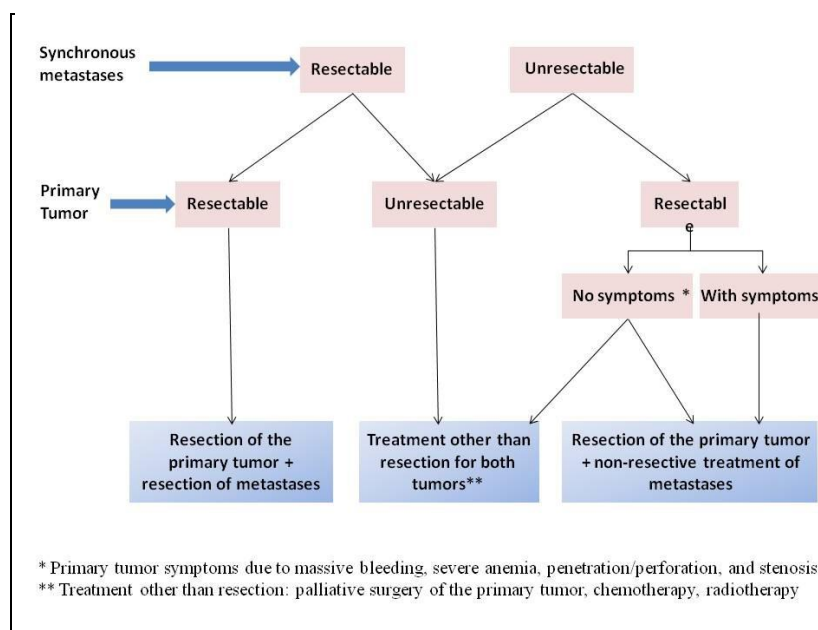 Synchronous
metastases
Resectable
Unresectable
Primary
Tumor
Resectable
Unresectable
Resectabl
e
No symptoms *
With symptoms
Resection of the
primary tumor +
resection of metastases
Treatment other than
resection for both
tumors**
Resection of the primary tumor
+ non-resective treatment of
metastases
* Primary tumor symptoms due to massive bleeding, severe anemia, penetration/perforation, and stenosis
** Treatment other than resection: palliative surgery of the primary tumor, chemotherapy, radiotherapy